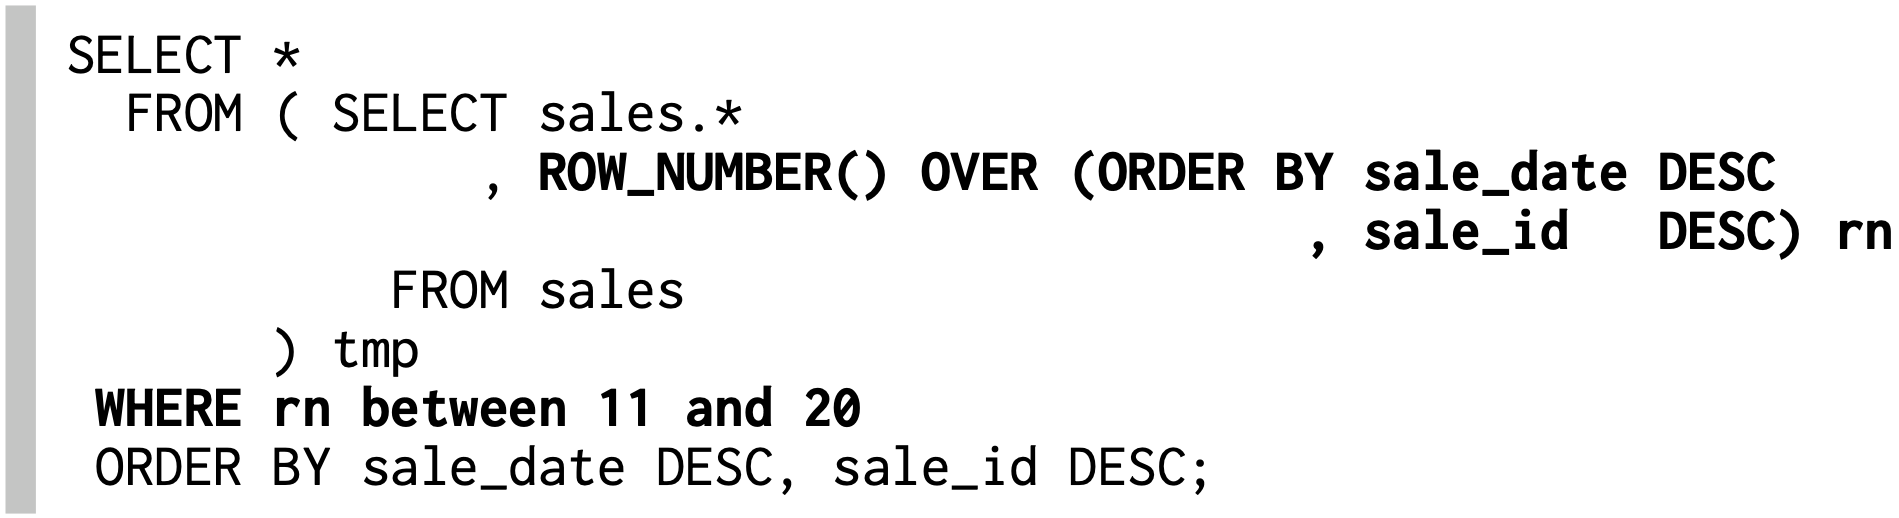 SELECT *
  FROM ( SELECT sales.*
              , ROW_NUMBER() OVER (ORDER BY sale_date DESC
                                          , sale_id   DESC) rn
           FROM sales
       ) tmp
 WHERE rn between 11 and 20
 ORDER BY sale_date DESC, sale_id DESC;